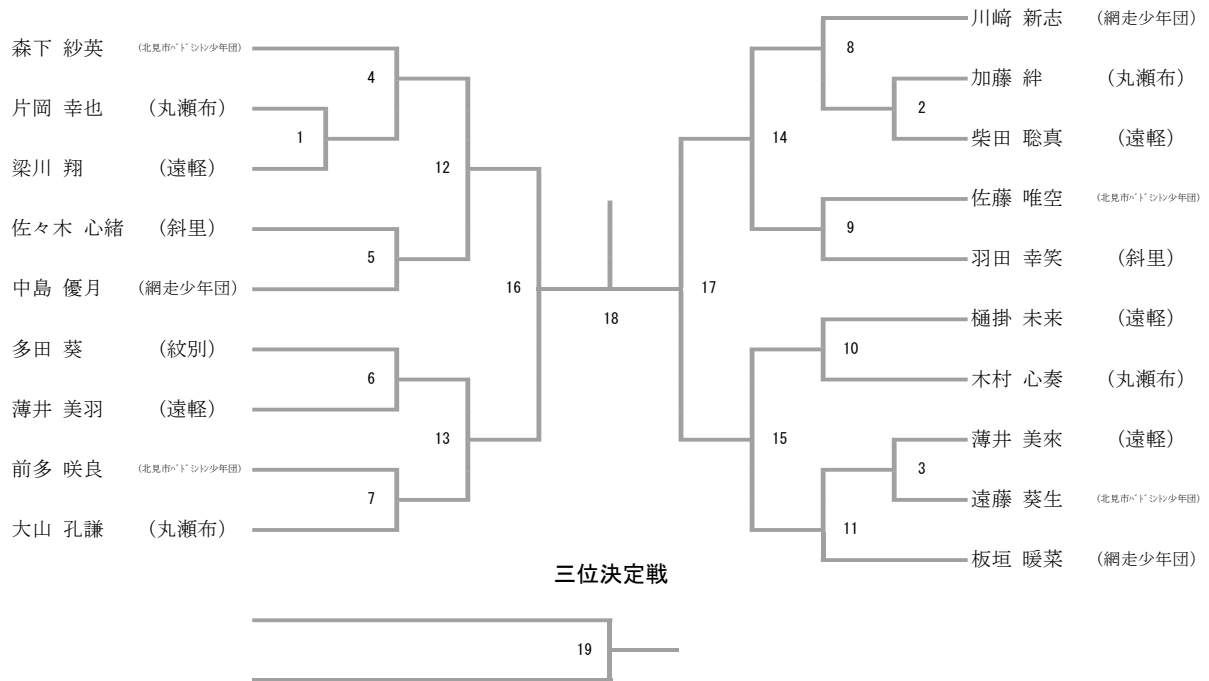 森下 紗英 (北見市ﾊﾞﾄﾞﾐﾝﾄﾝ少年団)
4
片岡 幸也 (丸瀬布)
1
梁川 翔 (遠軽)
12
佐々木 心緒 (斜里)
5
中島 優月 (網走少年団)
16
多田 葵 (紋別)
6
薄井 美羽 (遠軽)
13
前多 咲良 (北見市ﾊﾞﾄﾞﾐﾝﾄﾝ少年団)
7
大山 孔謙 (丸瀬布)
18
川﨑 新志 (網走少年団)
8
加藤 絆 (丸瀬布)
2
柴田 聡真 (遠軽)
14
佐藤 唯空 (北見市ﾊﾞﾄﾞﾐﾝﾄﾝ少年団)
9
羽田 幸笑 (斜里)
17
樋掛 未来 (遠軽)
10
木村 心奏 (丸瀬布)
15
薄井 美來 (遠軽)
3
遠藤 葵生 (北見市ﾊﾞﾄﾞﾐﾝﾄﾝ少年団)
11
板垣 暖菜 (網走少年団)
三位決定戦
19